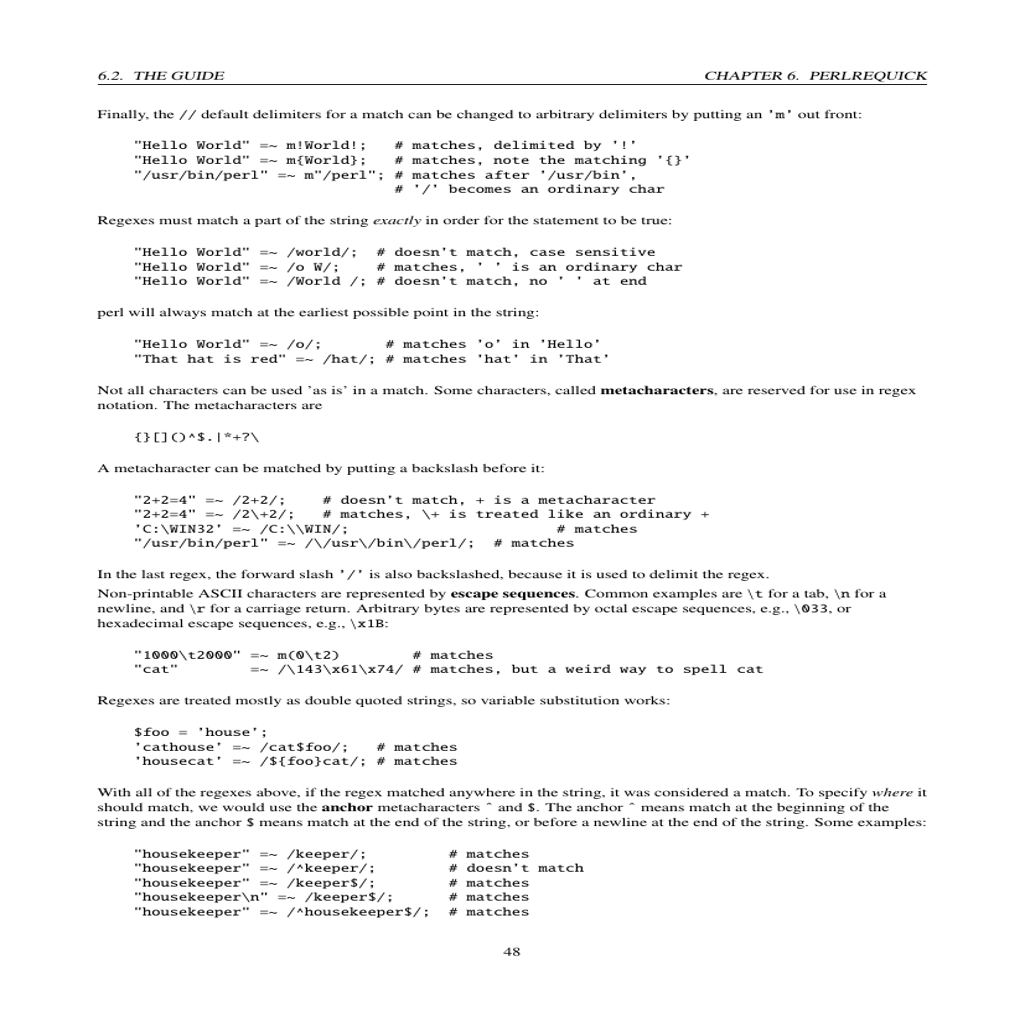 6.2. THE GUIDE CHAPTER 6. PERLREQUICK
Finally, the // default delimiters for a match can be changed to arbitrary delimiters by putting an 'm' out front:
"Hello World" =~ m!World!;   # matches, delimited by '!'
"Hello World" =~ m{World};   # matches, note the matching '{}'
"/usr/bin/perl" =~ m"/perl"; # matches after '/usr/bin',
# '/' becomes an ordinary char
Regexes must match a part of the string exactly in order for the statement to be true:
"Hello World" =~ /world/;  # doesn't match, case sensitive
"Hello World" =~ /o W/;    # matches, ' ' is an ordinary char
"Hello World" =~ /World /; # doesn't match, no ' ' at end
perl will always match at the earliest possible point in the string:
"Hello World" =~ /o/;       # matches 'o' in 'Hello'
"That hat is red" =~ /hat/; # matches 'hat' in 'That'
Not all characters can be used 'as is' in a match. Some characters, called metacharacters, are reserved for use in regex
notation. The metacharacters are
{}[]()^$.|*+?\
A metacharacter can be matched by putting a backslash before it:
"2+2=4" =~ /2+2/;    # doesn't match, + is a metacharacter
"2+2=4" =~ /2\+2/;   # matches, \+ is treated like an ordinary +
'C:\WIN32' =~ /C:\\WIN/;                       # matches
"/usr/bin/perl" =~ /\/usr\/bin\/perl/;  # matches
In the last regex, the forward slash '/' is also backslashed, because it is used to delimit the regex.
Non-printable ASCII characters are represented by escape sequences. Common examples are \t for a tab, \n for a
newline, and \r for a carriage return. Arbitrary bytes are represented by octal escape sequences, e.g., \033, or
hexadecimal escape sequences, e.g., \x1B:
"1000\t2000" =~ m(0\t2)        # matches
"cat"        =~ /\143\x61\x74/ # matches, but a weird way to spell cat
Regexes are treated mostly as double quoted strings, so variable substitution works:
$foo = 'house';
'cathouse' =~ /cat$foo/;   # matches
'housecat' =~ /${foo}cat/; # matches
With all of the regexes above, if the regex matched anywhere in the string, it was considered a match. To specify where it
should match, we would use the anchor metacharacters ^ and $. The anchor ^ means match at the beginning of the
string and the anchor $ means match at the end of the string, or before a newline at the end of the string. Some examples:
"housekeeper" =~ /keeper/;         # matches
"housekeeper" =~ /^keeper/;        # doesn't match
"housekeeper" =~ /keeper$/;        # matches
"housekeeper\n" =~ /keeper$/;      # matches
"housekeeper" =~ /^housekeeper$/;  # matches
48